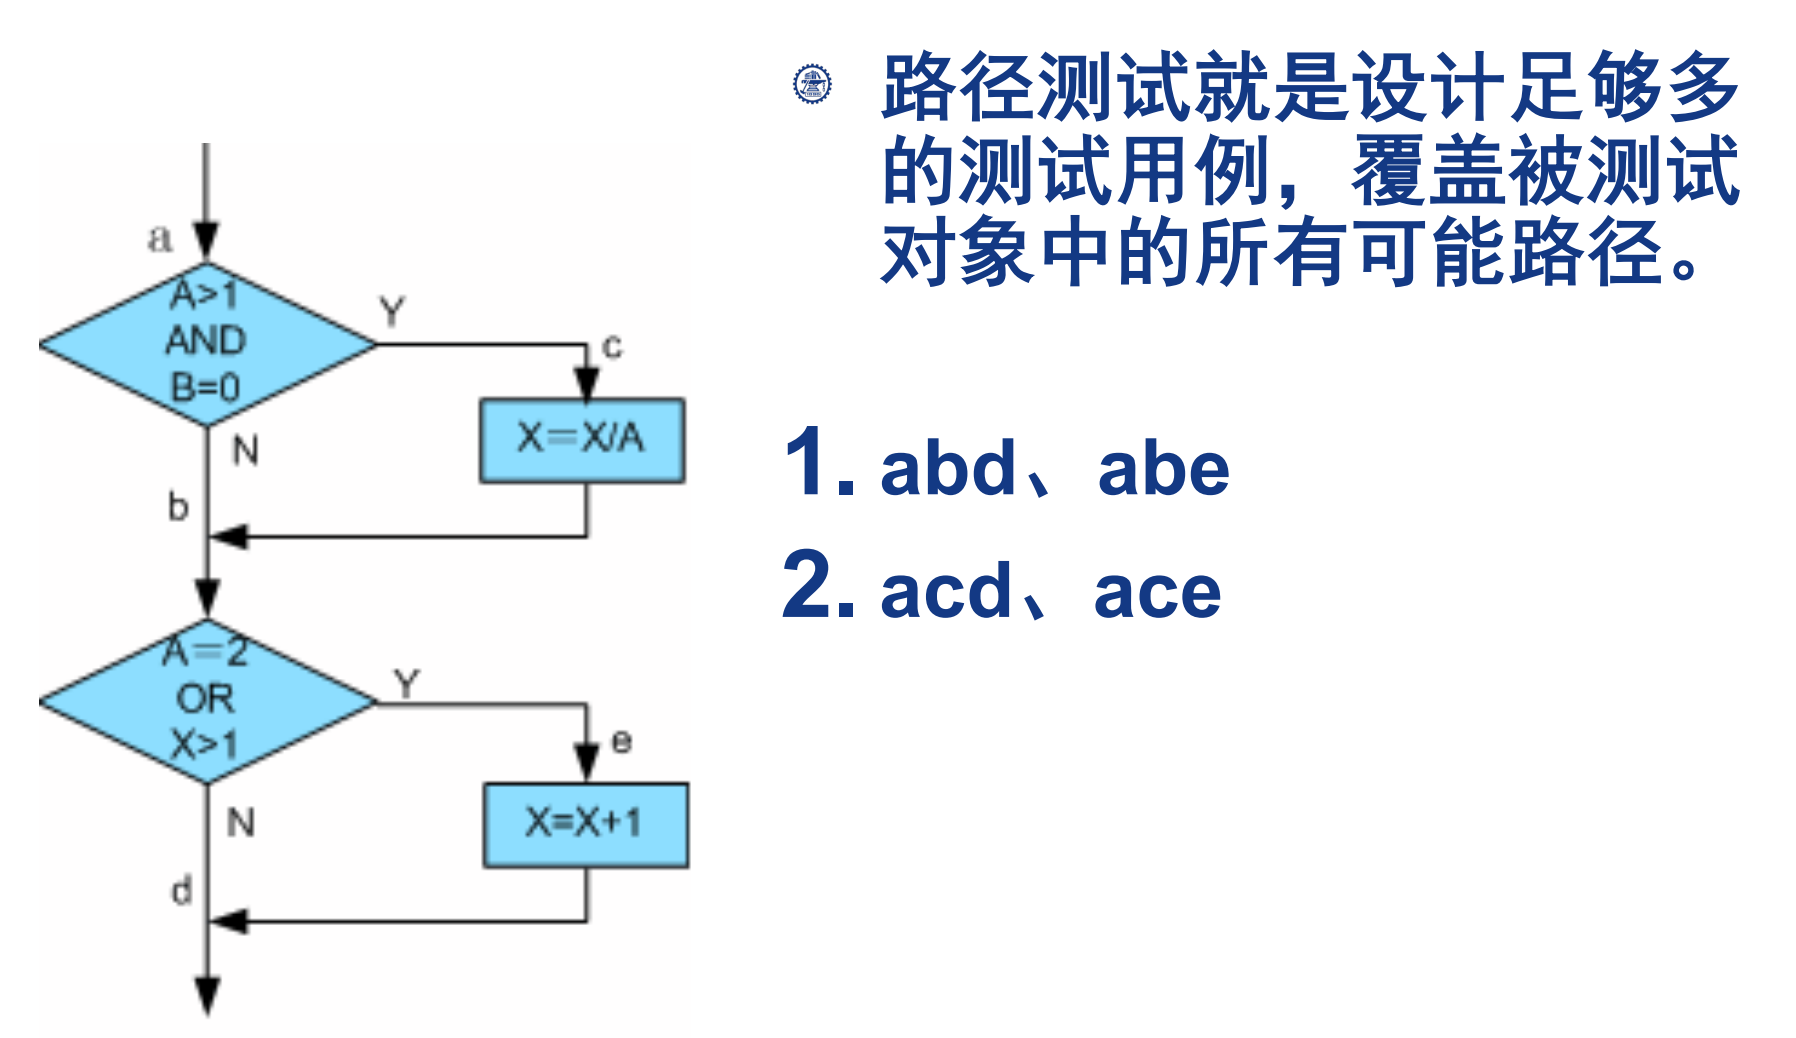 路径测试就是设计足够多
的测试用例，覆盖被测试
对象中的所有可能路径。
1. abd、abe
2. acd、ace
a
A>1
AND
B=0
Y
c
X＝X/A
N
b
A＝2
OR
X>1
Y
e
X=X+1
N
d